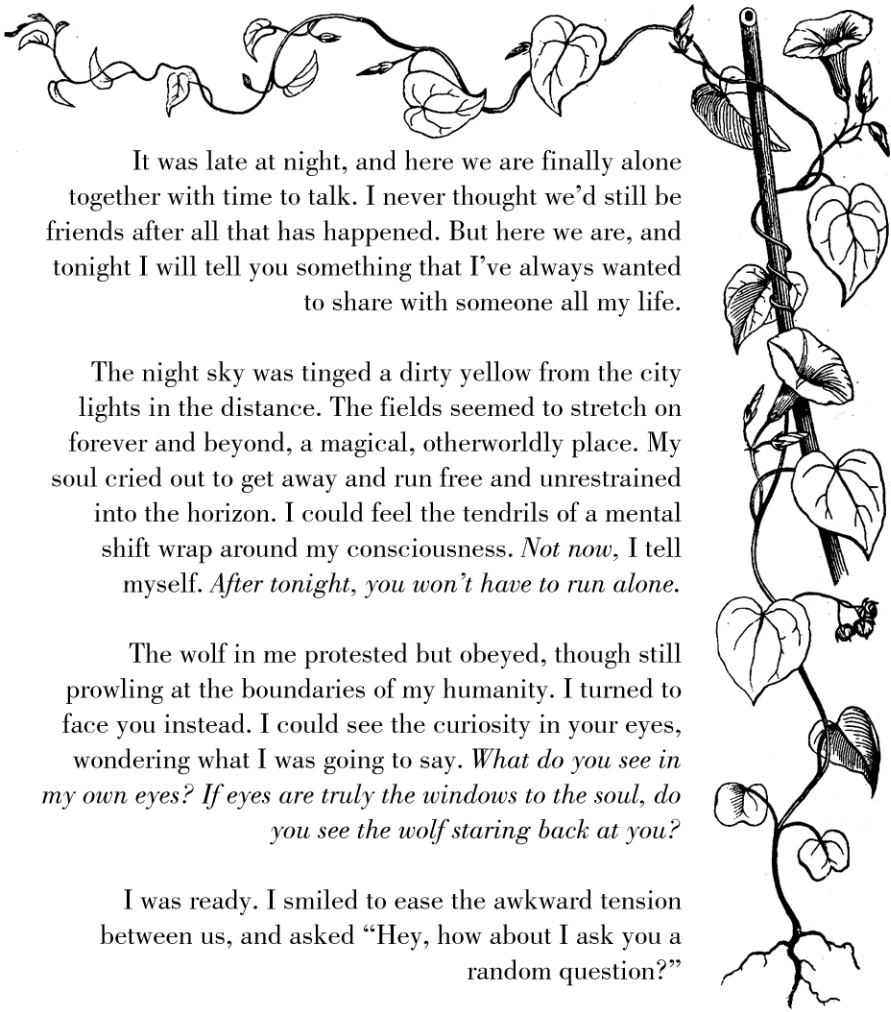 It was late at night, and here we are finally alone
together with time to talk. I never thought we’d still be
friends after all that has happened. But here we are, and
tonight I will tell you something that I’ve always wanted
to share with someone all my life.
The night sky was tinged a dirty yellow from the city
lights in the distance. The fields seemed to stretch on
forever and beyond, a magical, otherworldly place. My
soul cried out to get away and run free and unrestrained
into the horizon. I could feel the tendrils of a mental
shift wrap around my consciousness. Not now, I tell
myself. After tonight, you won’t have to run alone.
The wolf in me protested but obeyed, though still
prowling at the boundaries of my humanity. I turned to
face you instead. I could see the curiosity in your eyes,
wondering what I was going to say. What do you see in
my own eyes? If eyes are truly the windows to the soul, do
you see the wolf staring back at you?
I was ready. I smiled to ease the awkward tension
between us, and asked “Hey, how about I ask you a
random question?”